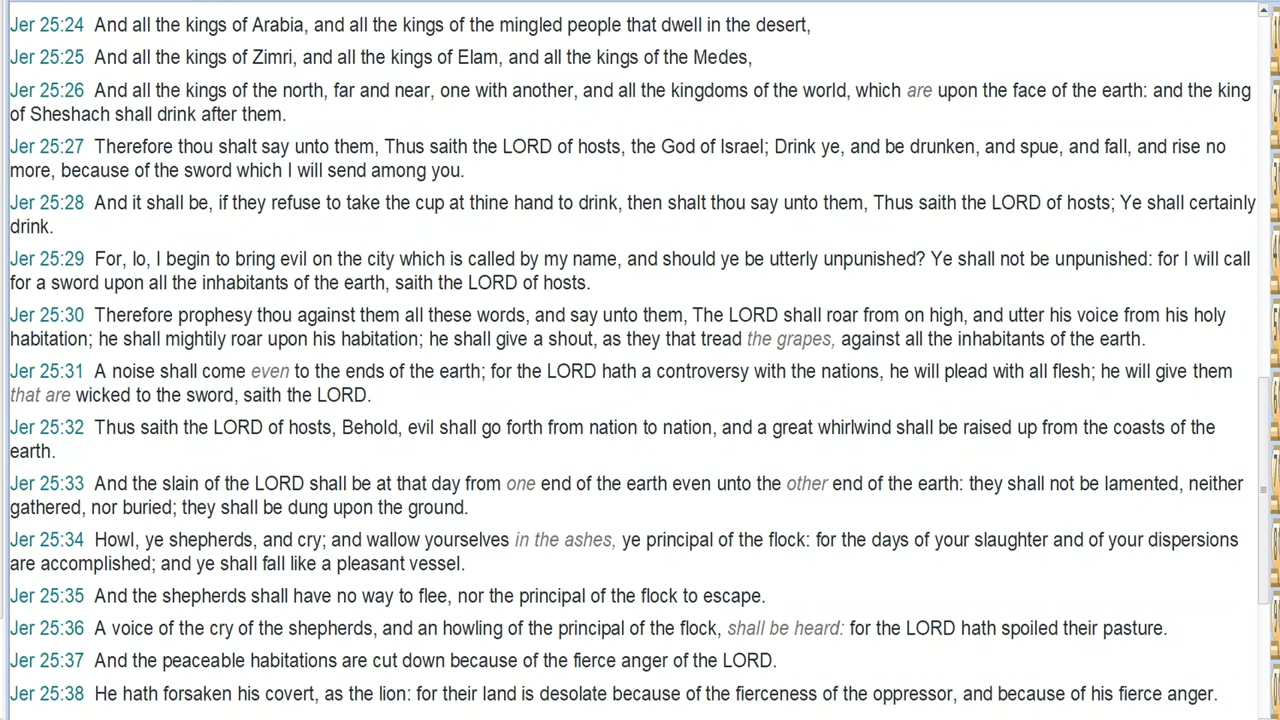 Jer 25:24 And all the kings of Arabia, and all the kings of the mingled people that dwell in the desert,
Jer 25:25 And all the kings of Zimri, and all the kings of Elam, and all the kings of the Medes,
Jer 25:26 And all the kings of the north, far and near, one with another, and all the kingdoms of the world, which are upon the face of the earth: and the king
of Sheshach shall drink after them.
Jer 25:27 Therefore thou shalt say unto them, Thus saith the LORD of hosts, the God of Israel; Drink ye, and be drunken, and spue, and fall, and rise no
more, because of the sword which I will send among you.
Jer 25:28 And it shall be, if they refuse to take the cup at thine hand to drink, then shalt thou say unto them, Thus saith the LORD of hosts; Ye shall certainly
drink.
Jer 25:29 For, lo, I begin to bring evil on the city which is called by my name, and should ye be utterly unpunished? Ye shall not be unpunished: for I will call
for a sword upon all the inhabitants of the earth, saith the LORD of hosts.
Jer 25:30 Therefore prophesy thou against them all these words, and say unto them, The LORD shall roar from on high, and utter his voice from his holy
habitation; he shall mightily roar upon his habitation; he shall give a shout, as they that tread the grapes, against all the inhabitants of the earth.
Jer 25:31 A noise shall come even to the ends of the earth; for the LORD hath a controversy with the nations, he will plead with all flesh; he will give them
that are wicked to the sword, saith the LORD.
Jer 25:32 Thus saith the LORD of hosts, Behold, evil shall go forth from nation to nation, and a great whirlwind shall be raised up from the coasts of the
earth.
Jer 25:33 And the slain of the LORD shall be at that day from one end of the earth even unto the other end of the earth: they shall not be lamented, neither
gathered, nor buried; they shall be dung upon the ground.
Jer 25:34 Howl, ye shepherds, and cry; and wallow yourselves in the ashes, ye principal of the flock: for the days of your slaughter and of your dispersions
are accomplished; and ye shall fall like a pleasant vessel.
Jer 25:35 And the shepherds shall have no way to flee, nor the principal of the flock to escape.
Jer 25:36 A voice of the cry of the shepherds, and an howling of the principal of the flock, shall be heard: for the LORD hath spoiled their pasture.
Jer 25:37 And the peaceable habitations are cut down because of the fierce anger of the LORD.
Jer 25:38 He hath forsaken his covert, as the lion: for their land is desolate because of the fierceness of the oppressor, and because of his fierce anger.